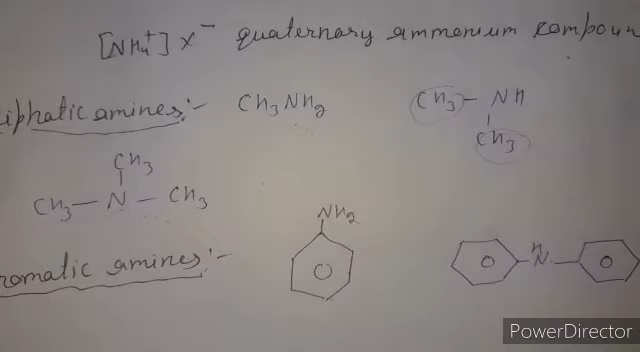 [NH4+] X- quaternary ammonium compoun
iphatic amines:- CH3NH2 CH3-NH
CH3
CH3
CH3-N-CH3
NH2
romatic amines:-
H
N
PowerDirector